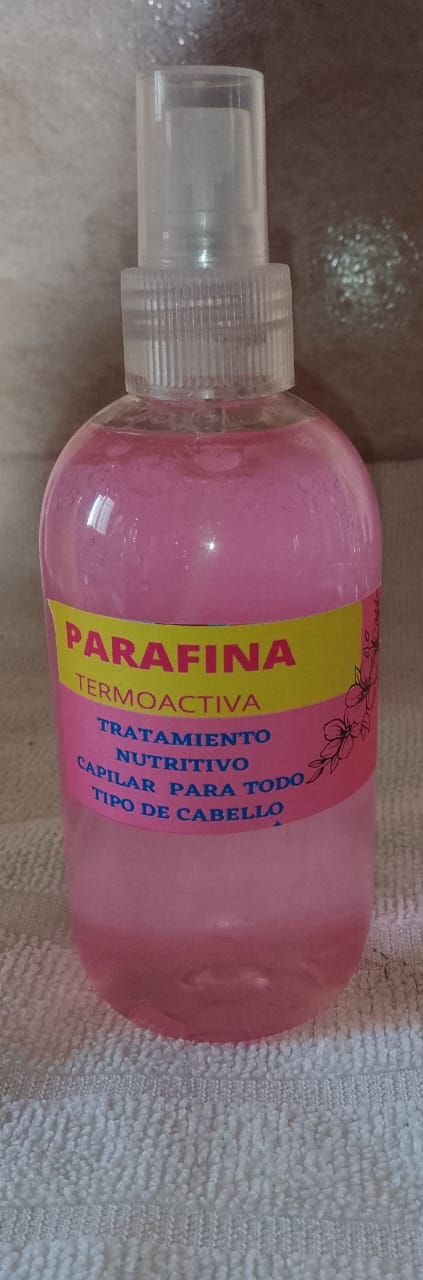 PARAFINA
TERMOACTIVA
TRATAMIENTO
NUTRITIVO
CAPILAR PARA TODO
TIPO DE CABELLO